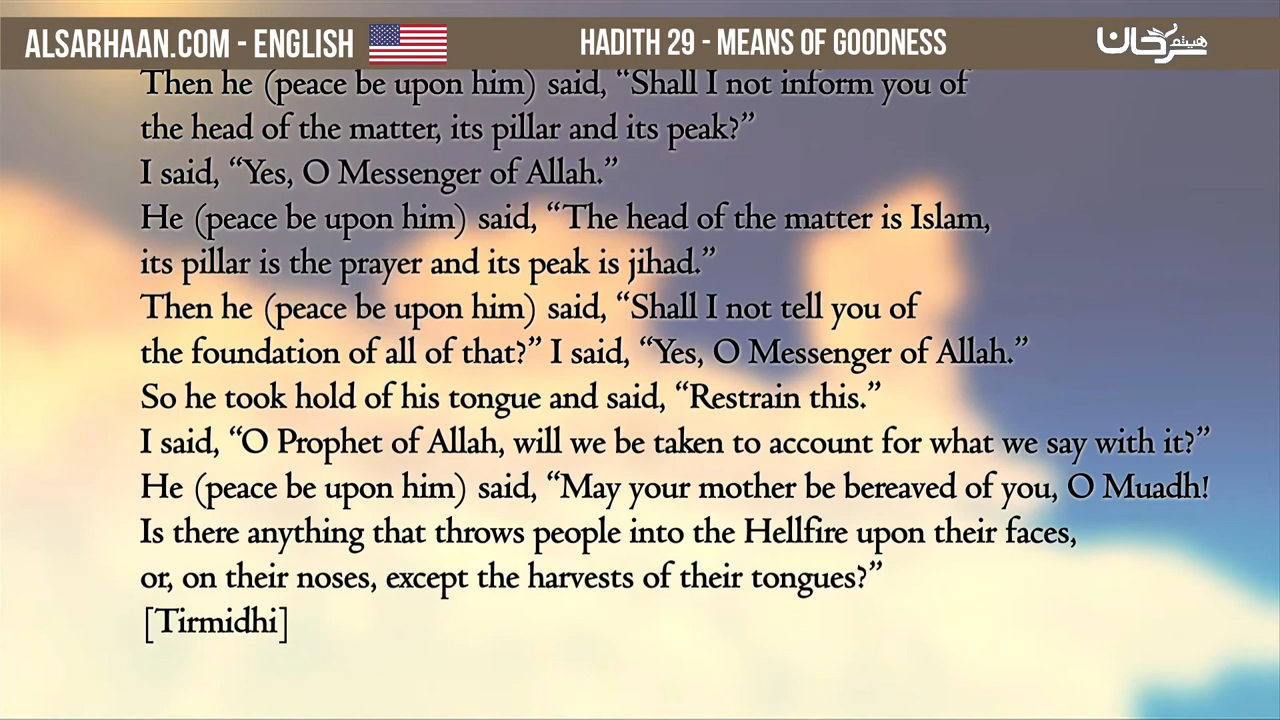 ALSARHAAN.COM - ENGLISH
HADITH 29 - MEANS OF GOODNESS
هيثم سرحان
Then he (peace be upon him) said, “Shall I not inform you of
the head of the matter, its pillar and its peak?”
I said, “Yes, O Messenger of Allah.”
He (peace be upon him) said, “The head of the matter is Islam,
its pillar is the prayer and its peak is jihad.”
Then he (peace be upon him) said, “Shall I not tell you of
the foundation of all of that?” I said, “Yes, O Messenger of Allah.”
So he took hold of his tongue and said, “Restrain this.”
I said, “O Prophet of Allah, will we be taken to account for what we say with it?”
He (peace be upon him) said, “May your mother be bereaved of you, O Muadh!
Is there anything that throws people into the Hellfire upon their faces,
or, on their noses, except the harvests of their tongues?”
[Tirmidhi]